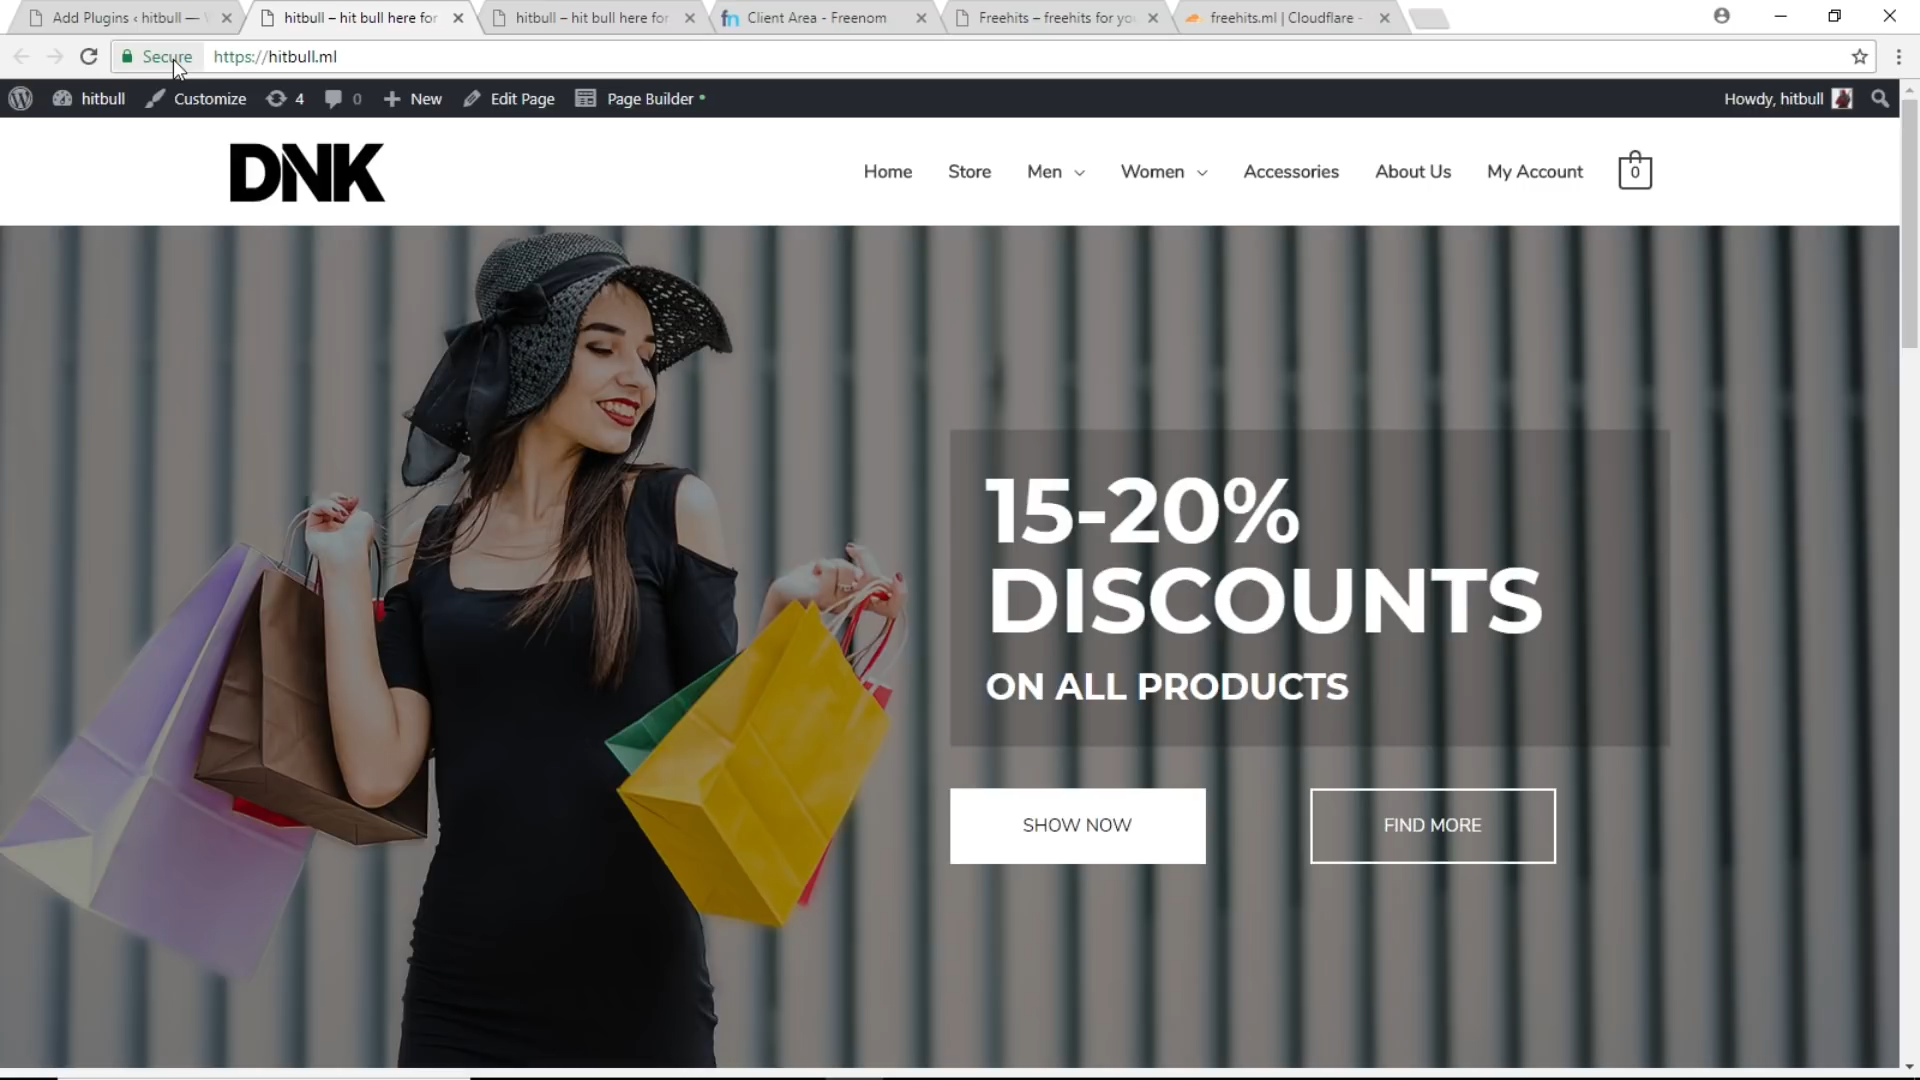 Add Plugins ‹ hitbull —
hitbull – hit bull here for
hitbull – hit bull here for
fn Client Area - Freenom
Freehits – freehits for you
freehits.ml | Cloudflare -
Secure https://hitbull.ml
hitbull Customize 4 0 New Edit Page Page Builder
Howdy, hitbull
DNK
Home Store Men Women Accessories About Us My Account 0
15-20%
DISCOUNTS
ON ALL PRODUCTS
SHOW NOW FIND MORE